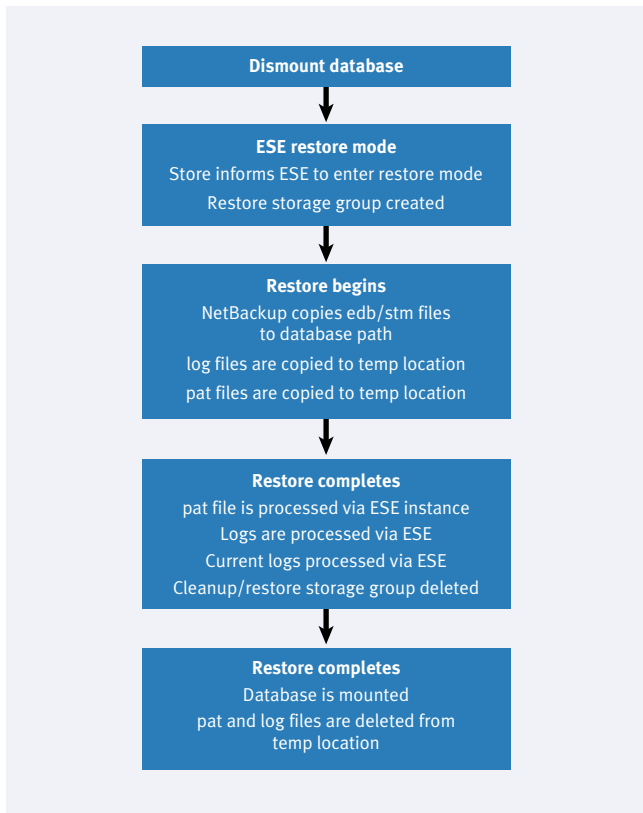 Dismount database
ESE restore mode
Store informs ESE to enter restore mode
Restore storage group created
Restore begins
NetBackup copies edb/stm files
to database path
log files are copied to temp location
pat files are copied to temp location
Restore completes
pat file is processed via ESE instance
Logs are processed via ESE
Current logs processed via ESE
Cleanup/restore storage group deleted
Restore completes
Database is mounted
pat and log files are deleted from
temp location